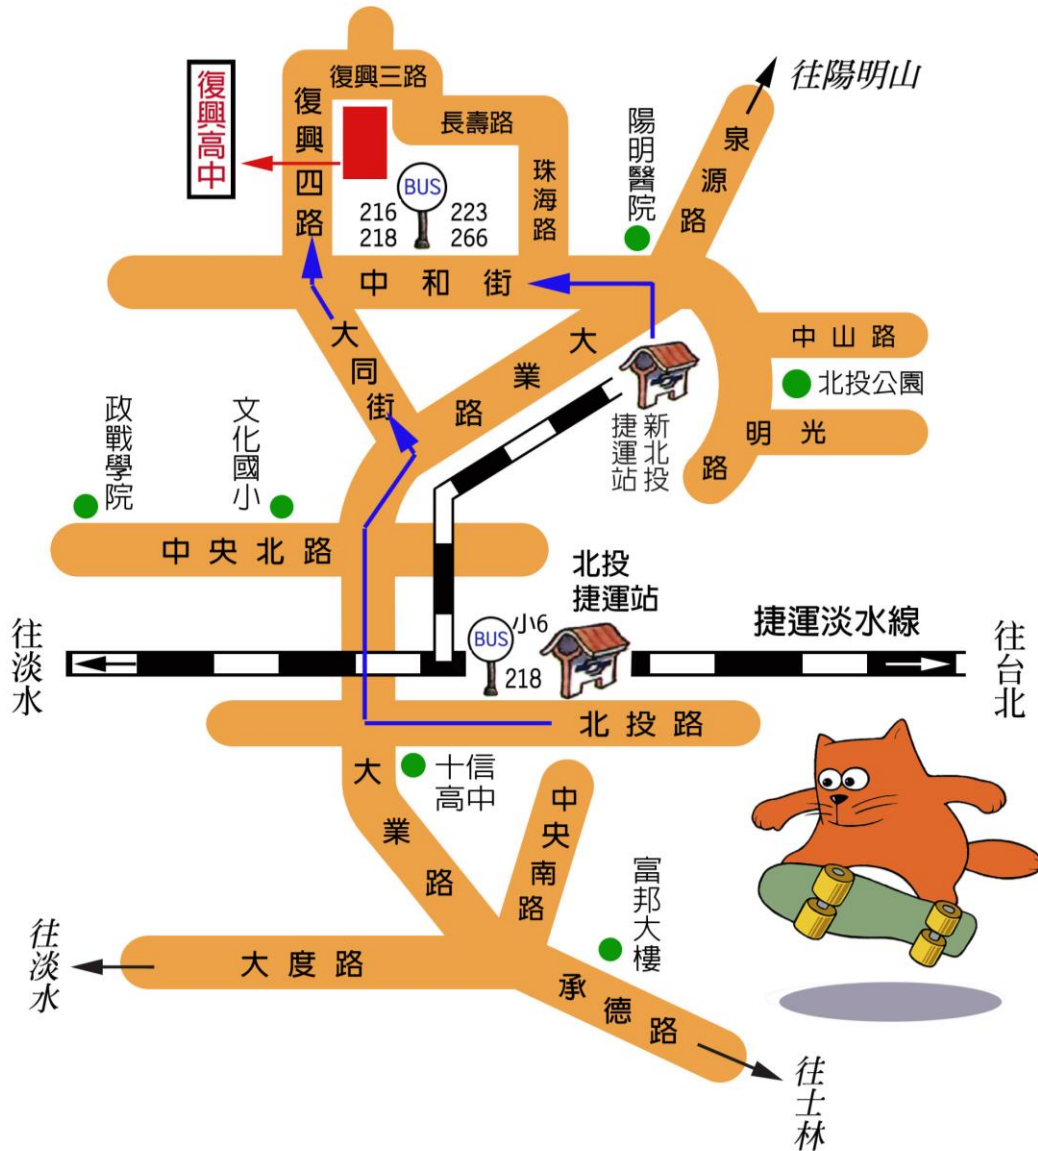 往陽明山
復興三路
復興高中
復興四路
長壽路
陽明醫院
泉源路
珠海路
BUS
216
223
218
266
中和街
大同街
大業路
中山路
北投公園
政戰學院
文化國小
新北投
捷運站
明光
路
中央北路
北投
捷運站
小6
BUS
218
捷運淡水線
往淡水
往台北
北投路
十信
高中
大業路
中央南路
富邦大樓
往淡水
大度路
承德路
往士林